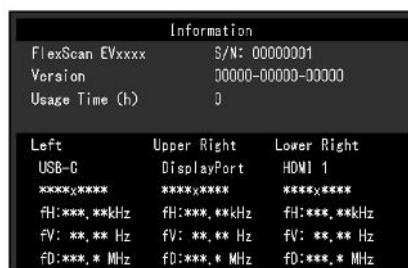 Information
FlexScan EVxxxx S/N: 00000001
Version 00000-00000-00000
Usage Time (h) 0
Left Upper Right Lower Right
USB-C DisplayPort HDMI 1
****x**** ****x**** ****x****
fH:***.**kHz fH:***.**kHz fH:***.**kHz
fV: **.** Hz fV: **.** Hz fV: **.** Hz
fD:***.* MHz fD:***.* MHz fD:***.* MHz